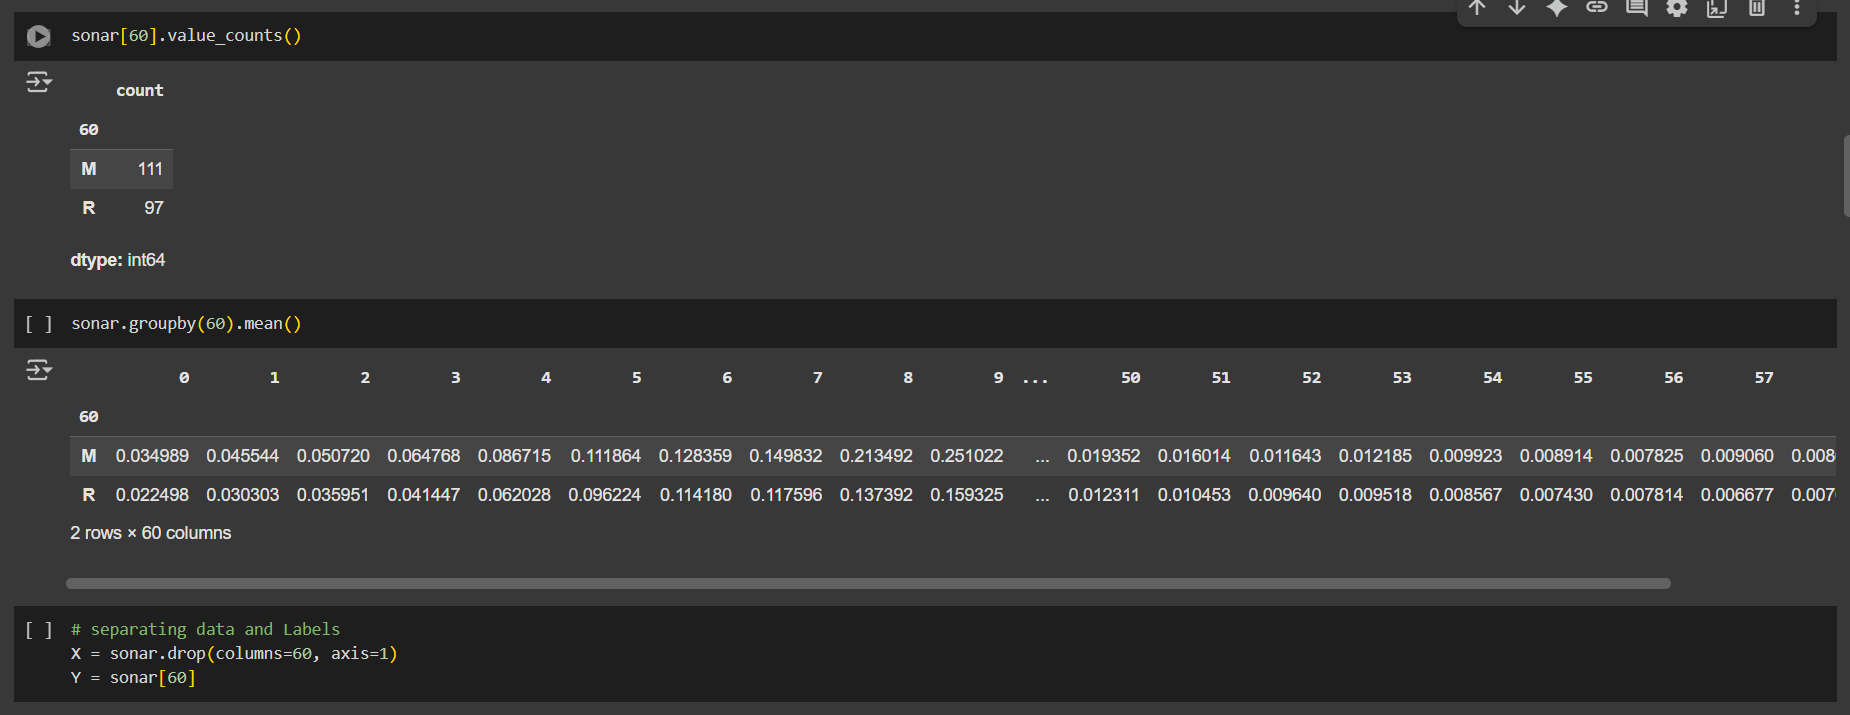 sonar[60].value_counts()
count
60
M 111
R 97
dtype: int64
[ ] sonar.groupby(60).mean()
0 1 2 3 4 5 6 7 8 9 ... 50 51 52 53 54 55 56 57
60
M 0.034989 0.045544 0.050720 0.064768 0.086715 0.111864 0.128359 0.149832 0.213492 0.251022 ... 0.019352 0.016014 0.011643 0.012185 0.009923 0.008914 0.007825 0.009060 0.008
R 0.022498 0.030303 0.035951 0.041447 0.062028 0.096224 0.114180 0.117596 0.137392 0.159325 ... 0.012311 0.010453 0.009640 0.009518 0.008567 0.007430 0.007814 0.006677 0.007
2 rows × 60 columns
[ ] # separating data and Labels
X = sonar.drop(columns=60, axis=1)
Y = sonar[60]